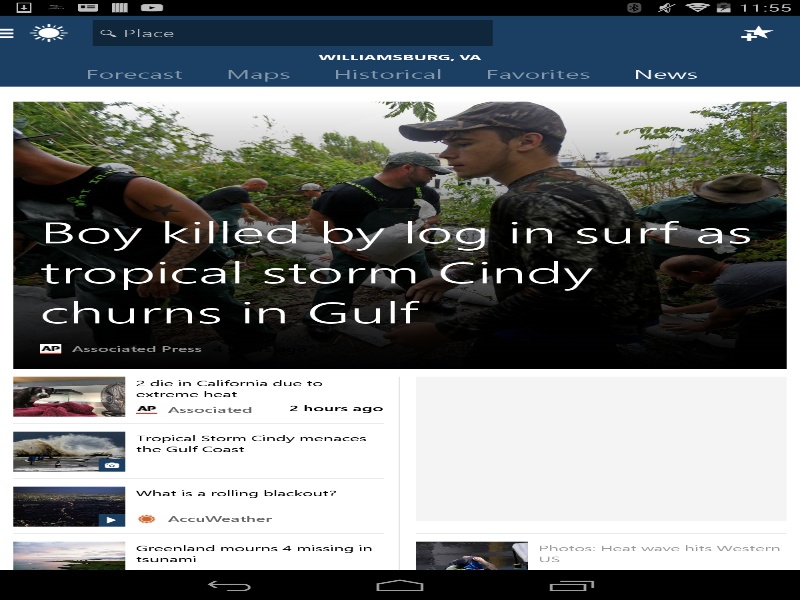 11:55
Place
WILLIAMSBURG, VA
Forecast Maps Historical Favorites News
Boy killed by log in surf as
tropical storm Cindy
churns in Gulf
AP Associated Press
2 die in California due to
extreme heat
AP Associated 2 hours ago
Tropical Storm Cindy menaces
the Gulf Coast
What is a rolling blackout?
AccuWeather
Greenland mourns 4 missing in
tsunami
Photos: Heat wave hits Western
US